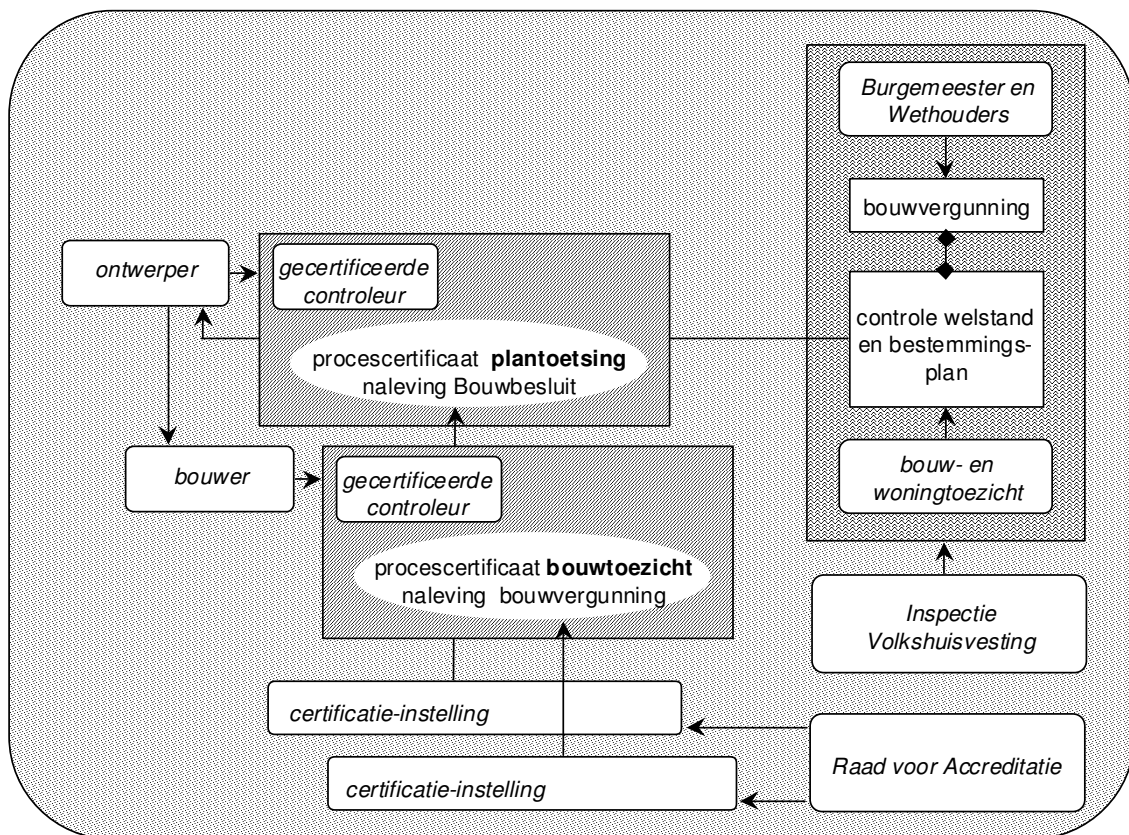 Burgemeester en
Wethouders
bouwvergunning
ontwerper
gecertificeerde
controleur
controle welstand
en bestemmings-
plan
procescertificaat plantoetsing
naleving Bouwbesluit
bouwer
gecertificeerde
controleur
bouw- en
woningtoezicht
procescertificaat bouwtoezicht
naleving bouwvergunning
Inspectie
Volkshuisvesting
certificatie-instelling
Raad voor Accreditatie
certificatie-instelling